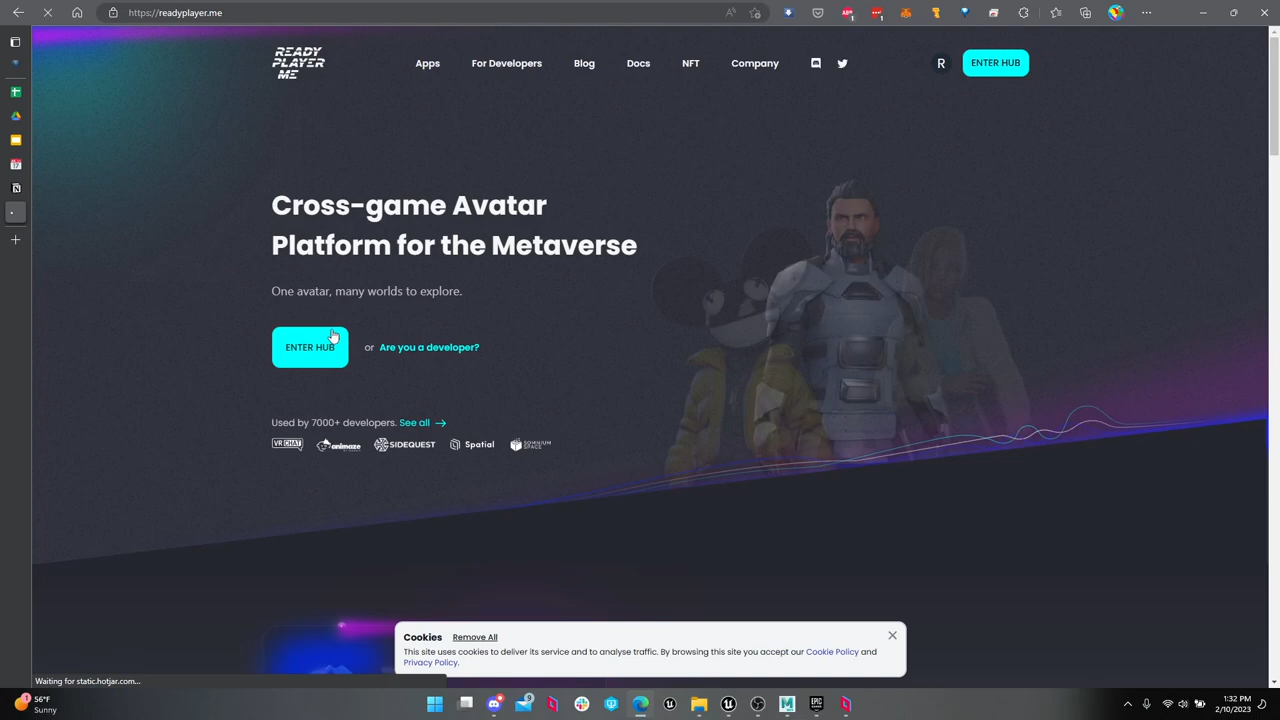 https://readyplayer.me
READY
PLAYER
ME
Apps
For Developers
Blog
Docs
NFT
Company
R
ENTER HUB
Cross-game Avatar
Platform for the Metaverse
One avatar, many worlds to explore.
ENTER HUB
or Are you a developer?
Used by 7000+ developers. See all →
VRCHAT
animaze
SIDEQUEST
Spatial
SOMNIUM
SPACE
Cookies Remove All
This site uses cookies to deliver its service and to analyse traffic. By browsing this site you accept our Cookie Policy and
Privacy Policy.
Waiting for static.hotjar.com...
56°F
Sunny
1:32 PM
2/10/2023